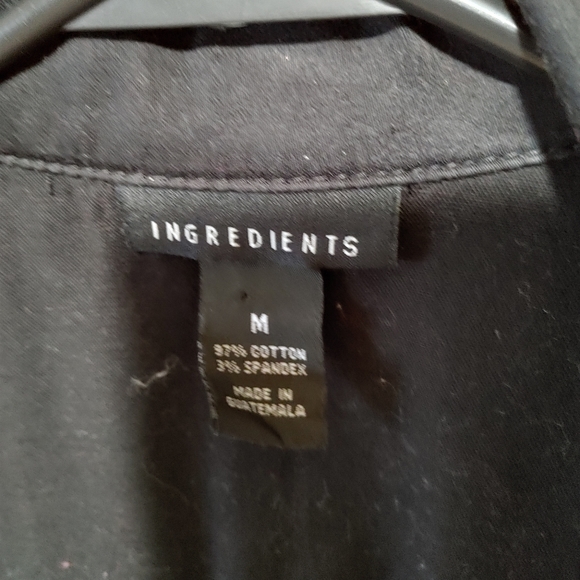 INGREDIENTS
M
97% COTTON
3% SPANDEX
MADE IN
GUATEMALA